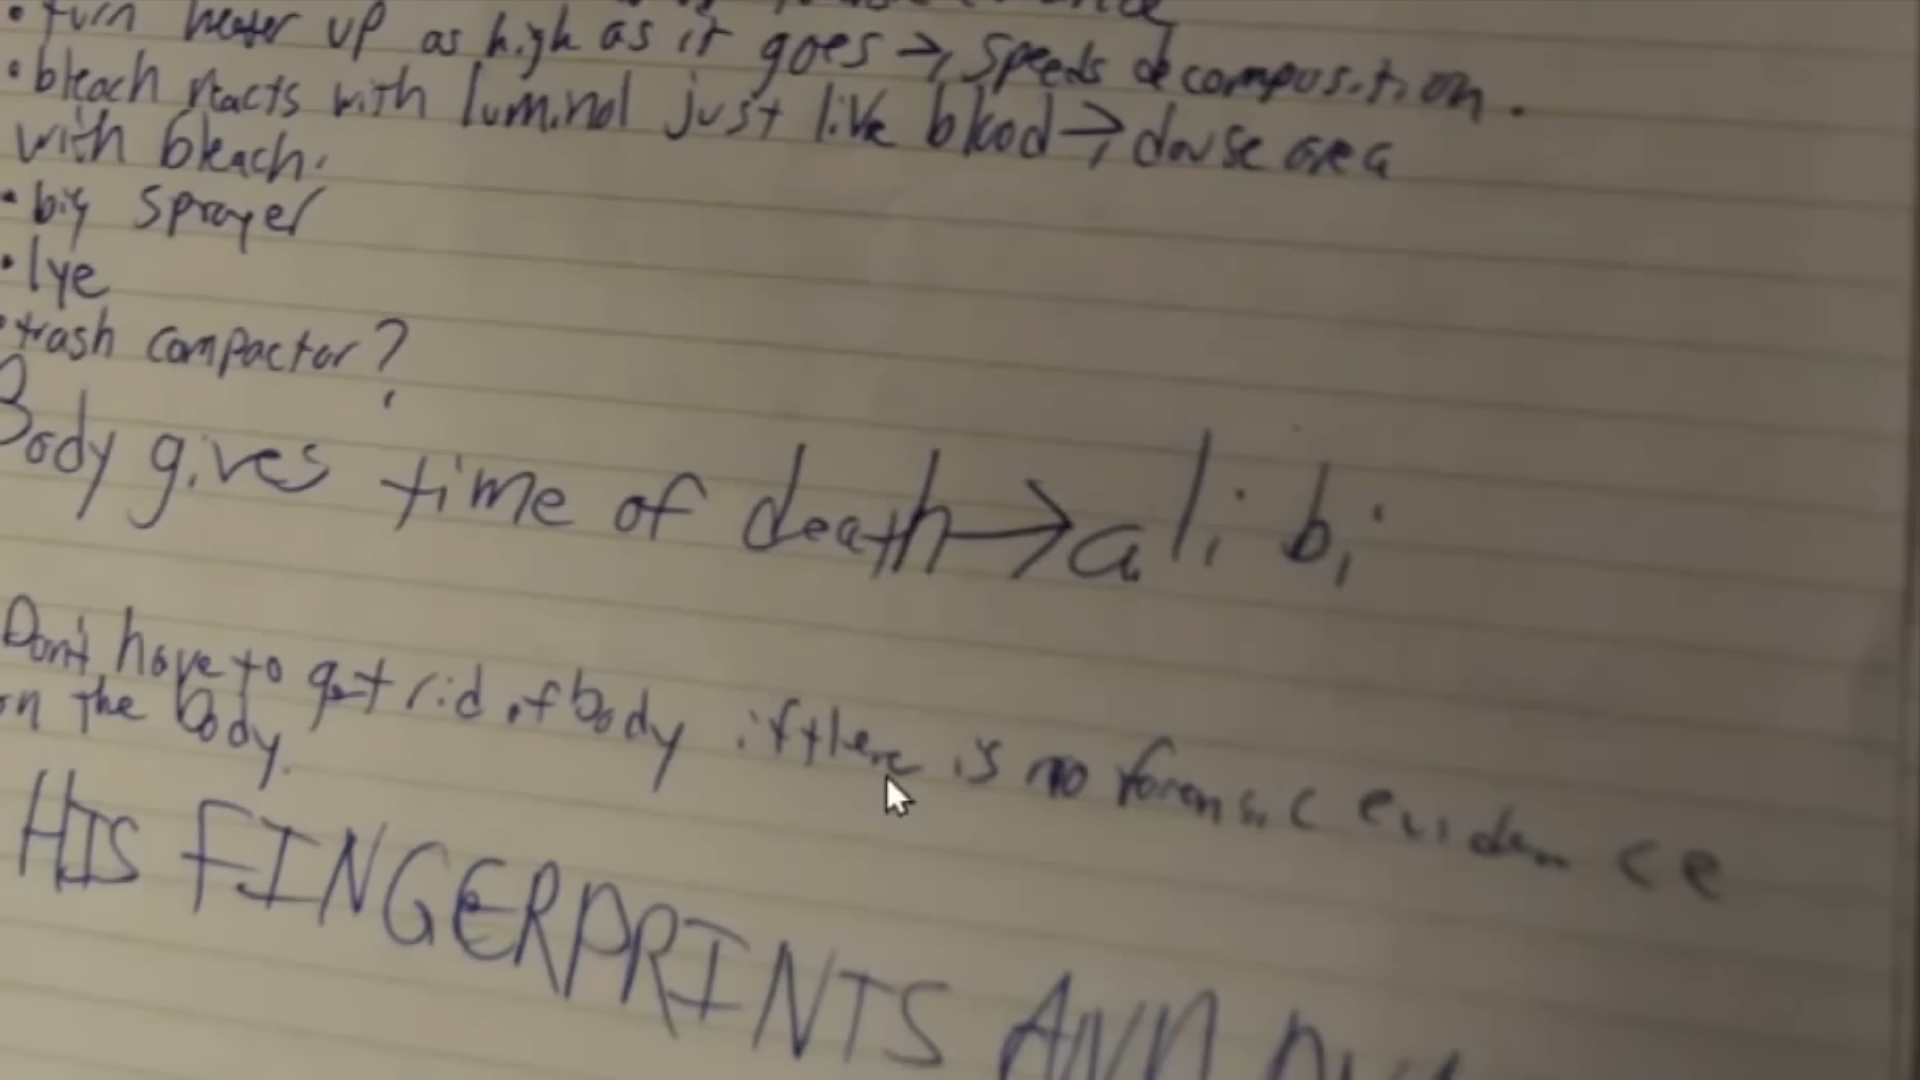 • turn heater up as high as it goes → speeds decomposition.
• bleach reacts with luminol just like blood → douse area
with bleach.
• big sprayer
• lye
• trash compactor?
Body gives time of death → alibi
Don't have to get rid of body if there is no forensic evidence
on the body.
HIS FINGERPRINTS AND